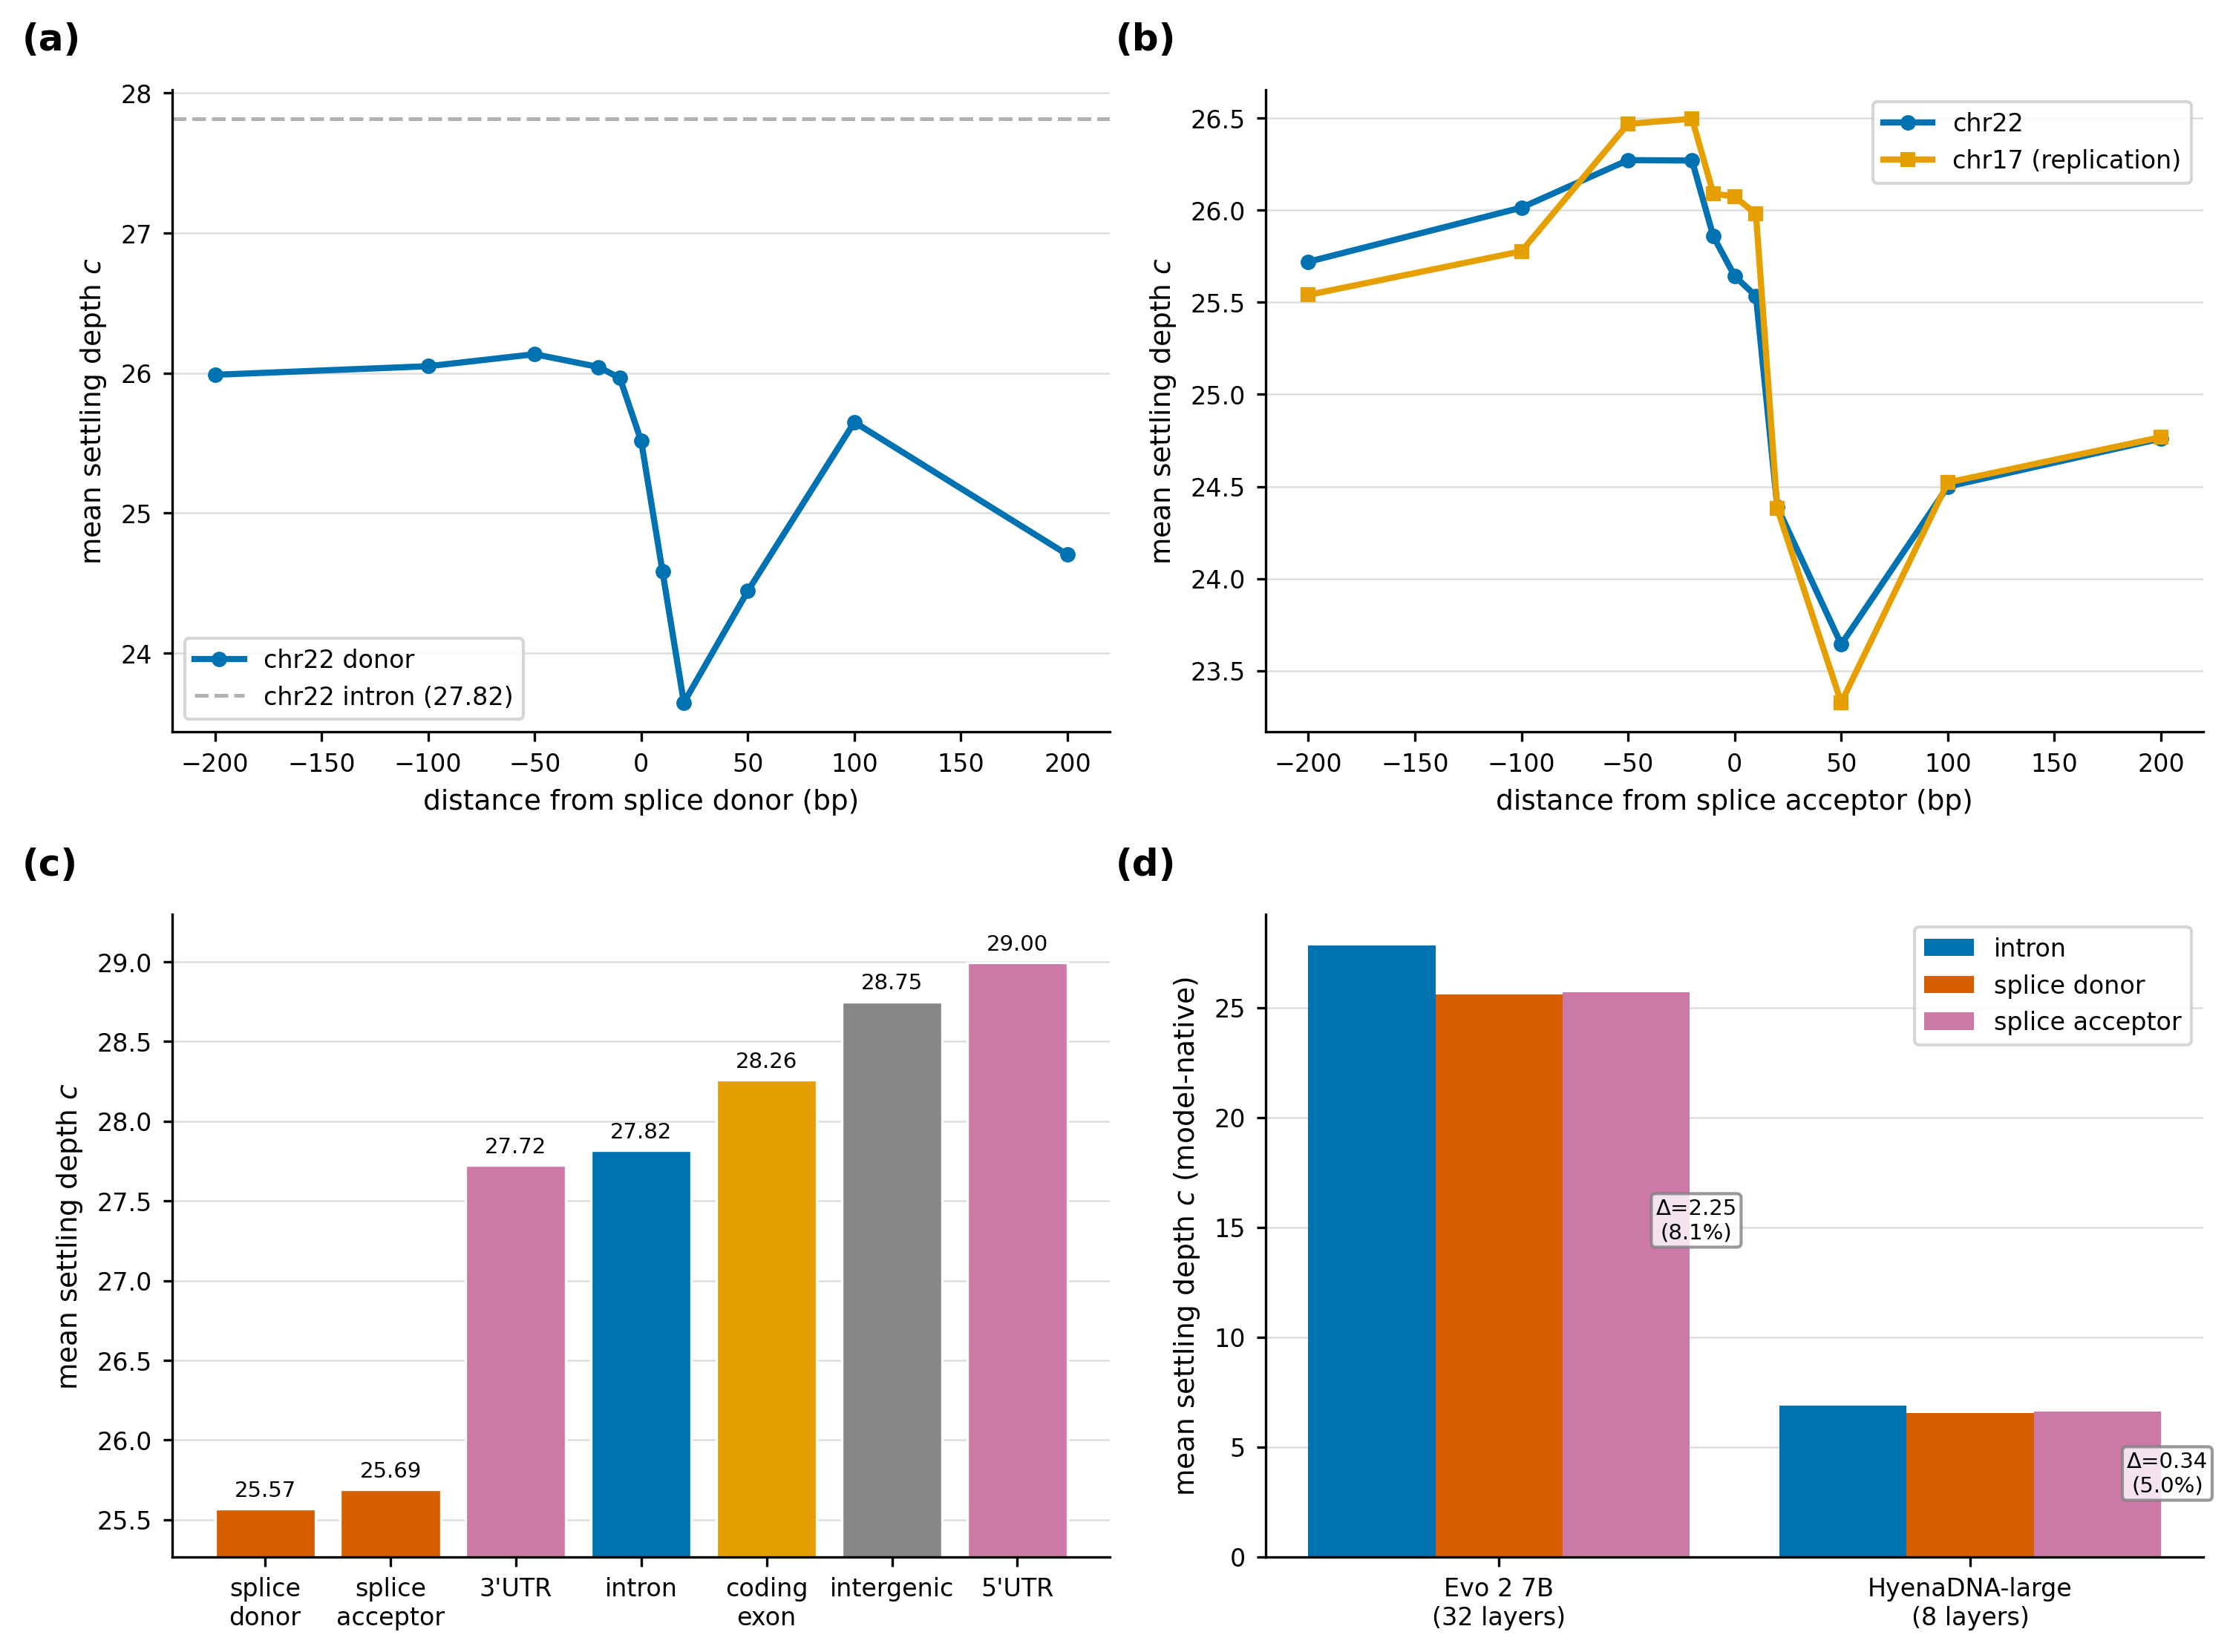 (a)
28
27
26
25
24
mean settling depth c
chr22 donor
chr22 intron (27.82)
−200
−150
−100
−50
0
50
100
150
200
distance from splice donor (bp)
(b)
26.5
26.0
25.5
25.0
24.5
24.0
23.5
mean settling depth c
chr22
chr17 (replication)
−200
−150
−100
−50
0
50
100
150
200
distance from splice acceptor (bp)
(c)
29.0
28.5
28.0
27.5
27.0
26.5
26.0
25.5
mean settling depth c
25.57
25.69
27.72
27.82
28.26
28.75
29.00
splice
donor
splice
acceptor
3'UTR
intron
coding
exon
intergenic
5'UTR
(d)
25
20
15
10
5
0
mean settling depth c (model-native)
intron
splice donor
splice acceptor
Δ=2.25
(8.1%)
Δ=0.34
(5.0%)
Evo 2 7B
(32 layers)
HyenaDNA-large
(8 layers)